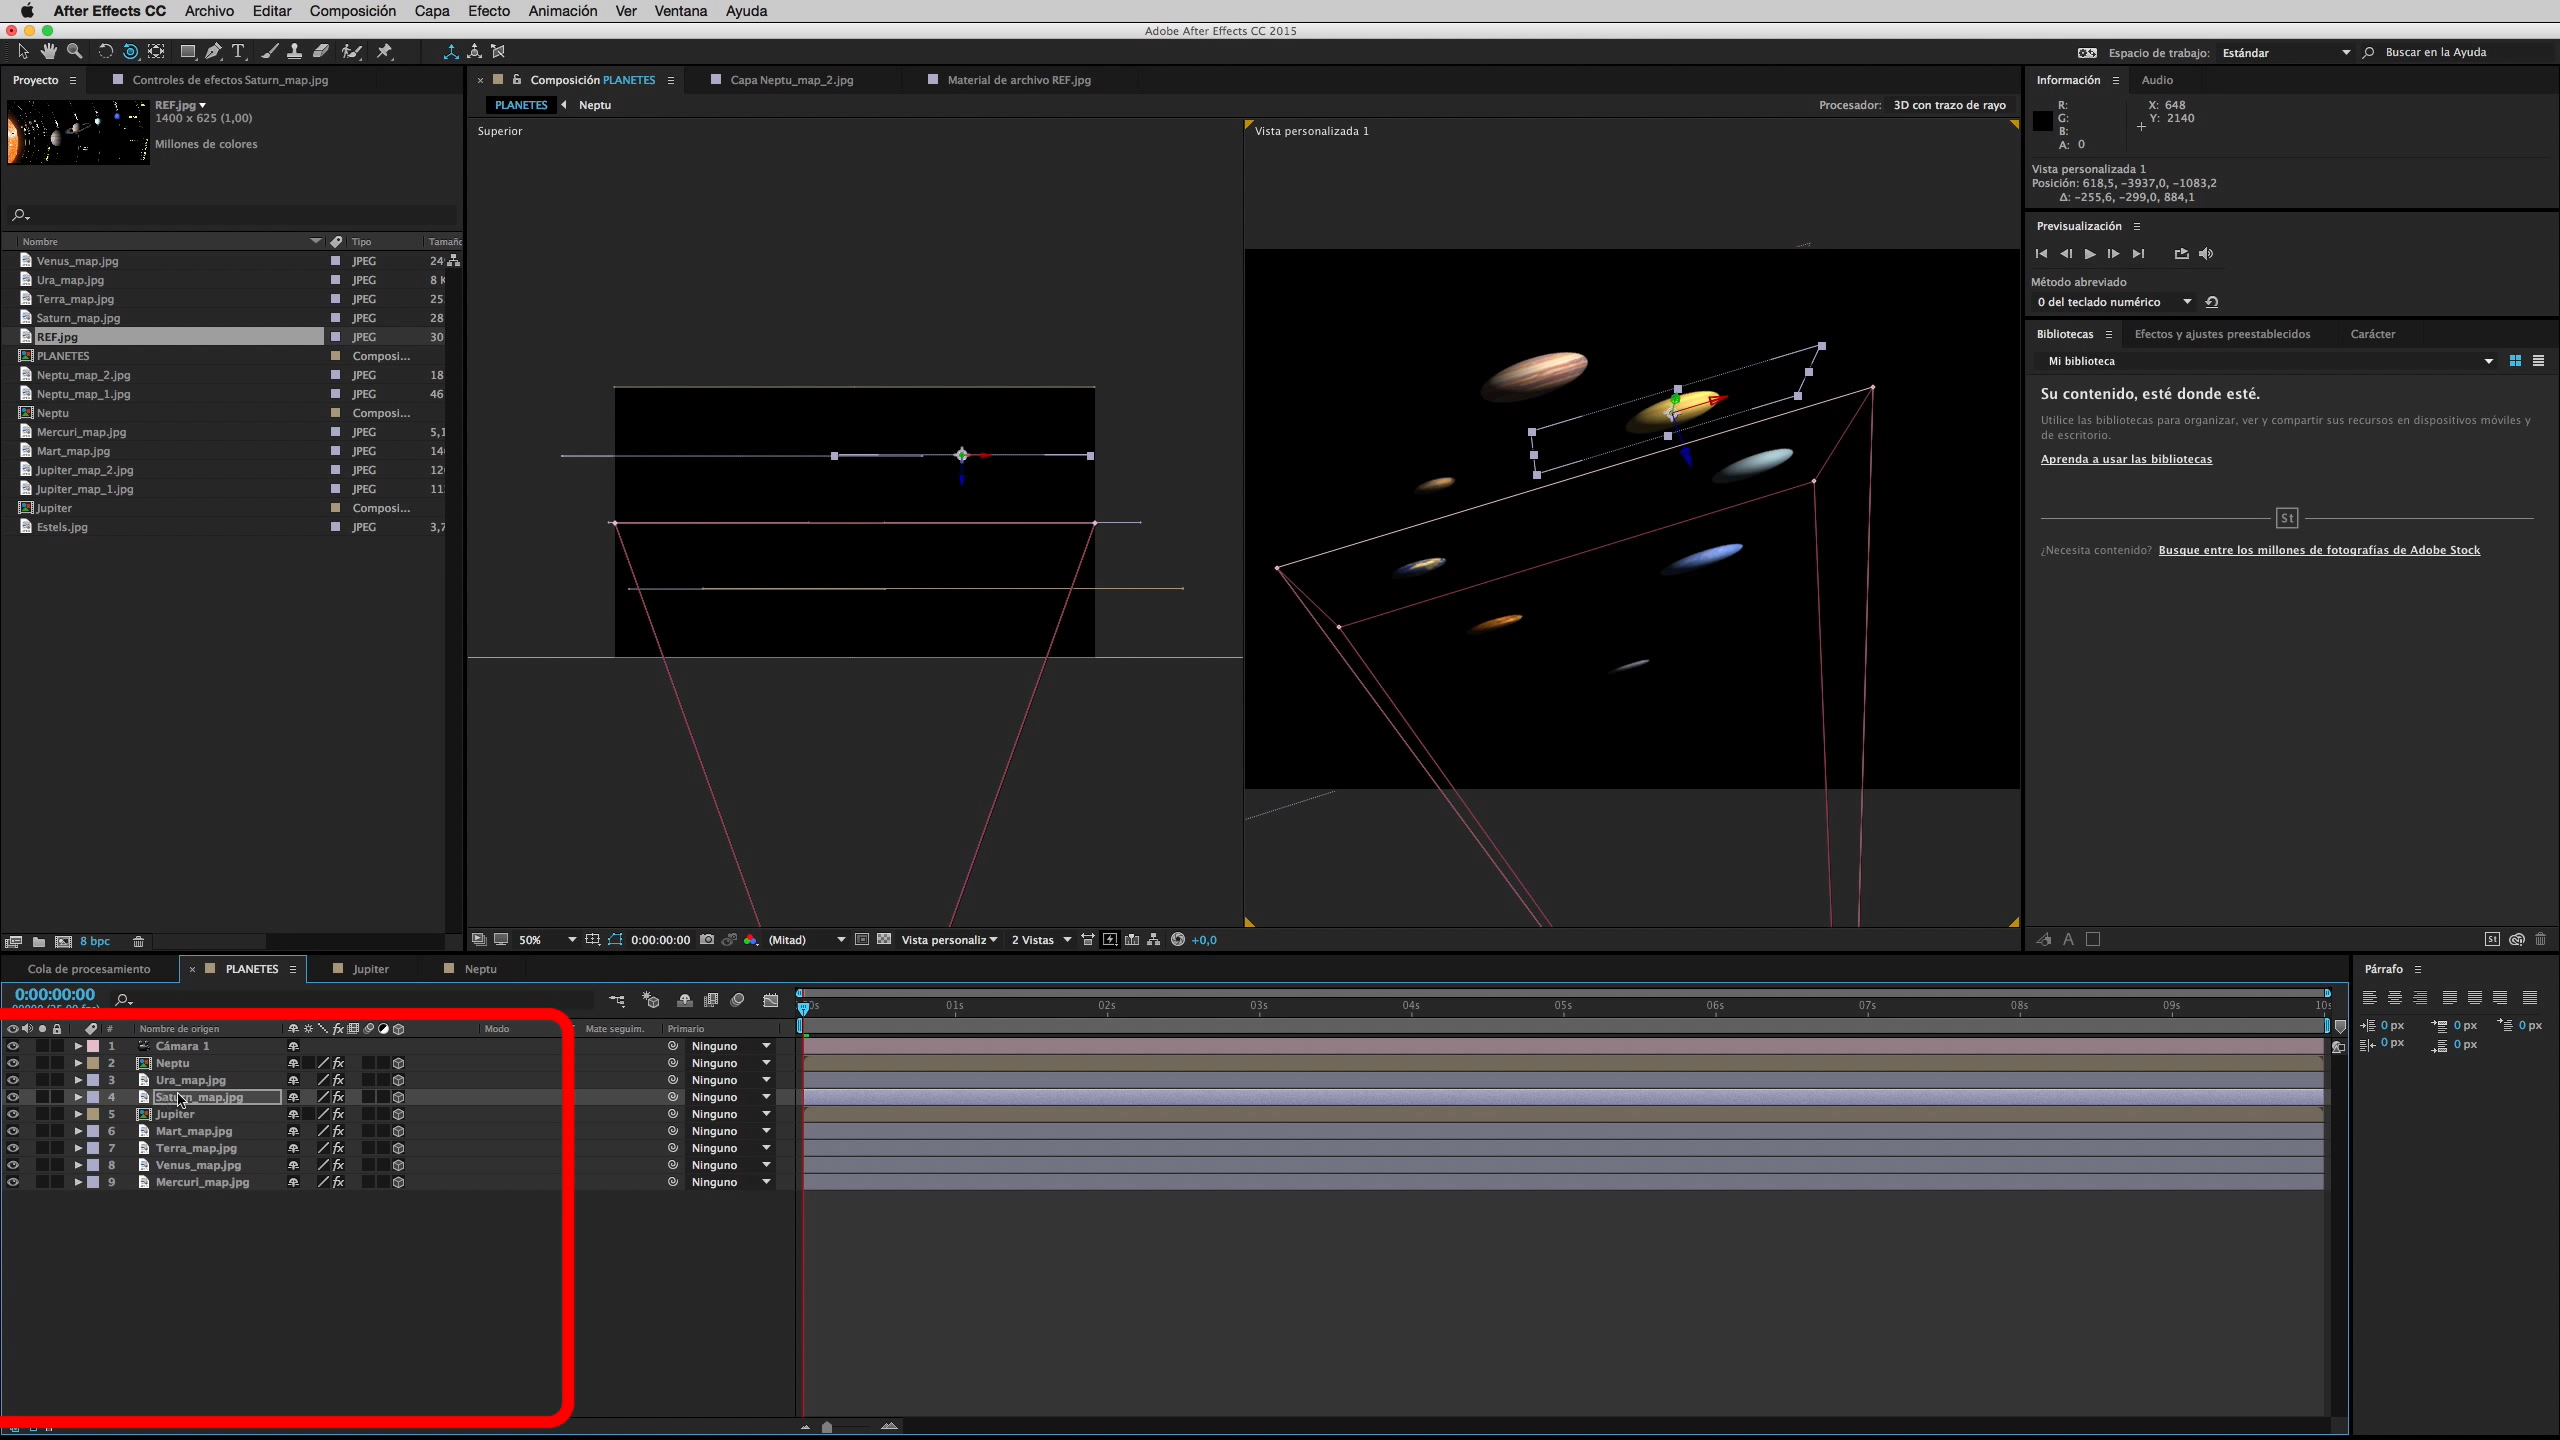 After Effects CC Archivo Editar Composición Capa Efecto Animación Ver Ventana Ayuda
Adobe After Effects CC 2015
Espacio de trabajo: Estándar Buscar en la Ayuda
Proyecto Controles de efectos Saturn_map.jpg
Composición PLANETES Capa Neptu_map_2.jpg Material de archivo REF.jpg
Información Audio
REF.jpg
1400 x 625 (1,00)
Millones de colores
PLANETES Neptu
Procesador: 3D con trazo de rayo
Superior
Vista personalizada 1
R:
G:
B:
A: 0
X: 648
Y: 2140
Vista personalizada 1
Posición: 618,5, -3937,0, -1083,2
Δ: -255,6, -299,0, 884,1
Previsualización
Método abreviado
0 del teclado numérico
Bibliotecas Efectos y ajustes preestablecidos Carácter
Mi biblioteca
Su contenido, esté donde esté.
Utilice las bibliotecas para organizar, ver y compartir sus recursos en dispositivos móviles y
de escritorio.
Aprenda a usar las bibliotecas
St
¿Necesita contenido? Busque entre los millones de fotografías de Adobe Stock
Nombre Tipo Tamaño
Venus_map.jpg JPEG 24
Ura_map.jpg JPEG 8 K
Terra_map.jpg JPEG 25
Saturn_map.jpg JPEG 28
REF.jpg JPEG 30
PLANETES Composi...
Neptu_map_2.jpg JPEG 18
Neptu_map_1.jpg JPEG 46
Neptu Composi...
Mercuri_map.jpg JPEG 5,1
Mart_map.jpg JPEG 14
Jupiter_map_2.jpg JPEG 12
Jupiter_map_1.jpg JPEG 11
Jupiter Composi...
Estels.jpg JPEG 3,7
8 bpc
50% 0:00:00:00 (Mitad) Vista personaliz 2 Vistas +0,0
Cola de procesamiento PLANETES Jupiter Neptu
Párrafo
0:00:00:00
01s 02s 03s 04s 05s 06s 07s 08s 09s 10s
# Nombre de origen Modo Mate seguim. Primario
1 Cámara 1 Ninguno
2 Neptu Ninguno
3 Ura_map.jpg Ninguno
4 Saturn_map.jpg Ninguno
5 Jupiter Ninguno
6 Mart_map.jpg Ninguno
7 Terra_map.jpg Ninguno
8 Venus_map.jpg Ninguno
9 Mercuri_map.jpg Ninguno
0 px 0 px 0 px
0 px 0 px